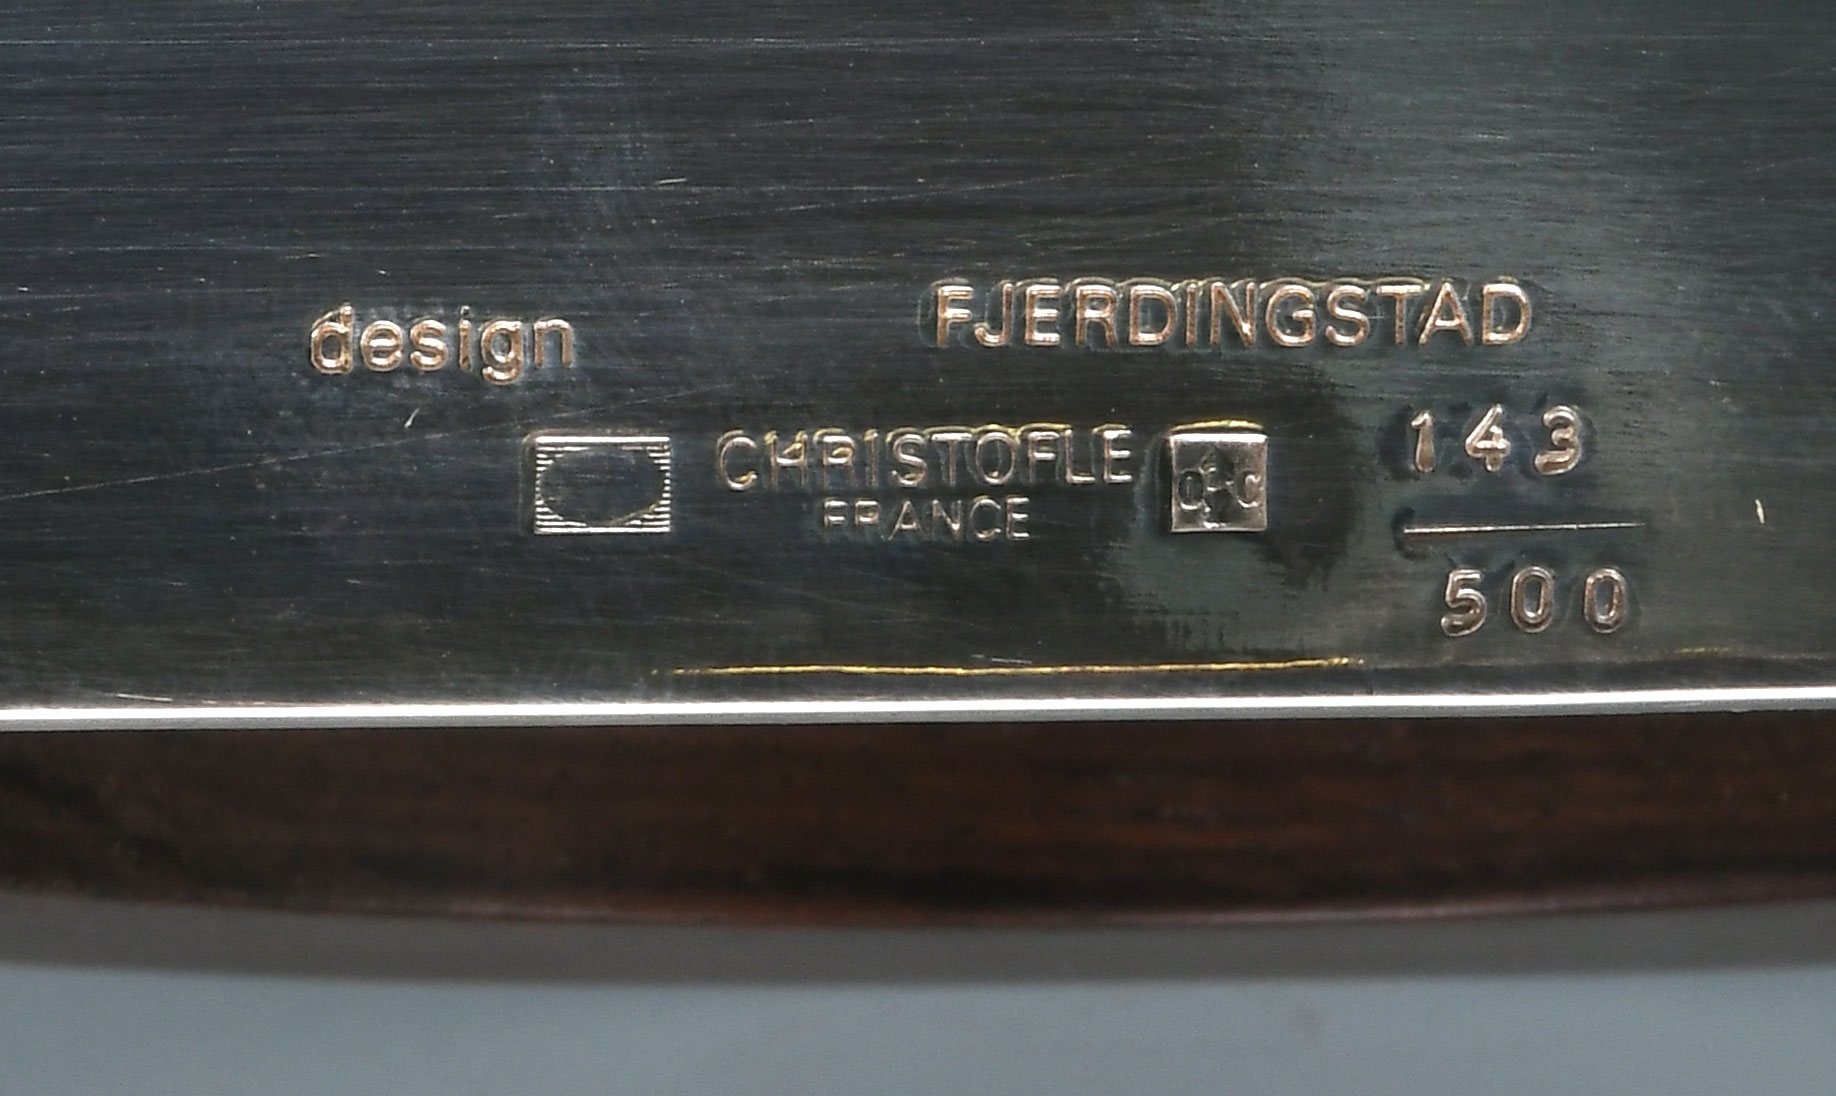 design FJERDINGSTAD
CHRISTOFLE
FRANCE
C C
143
500